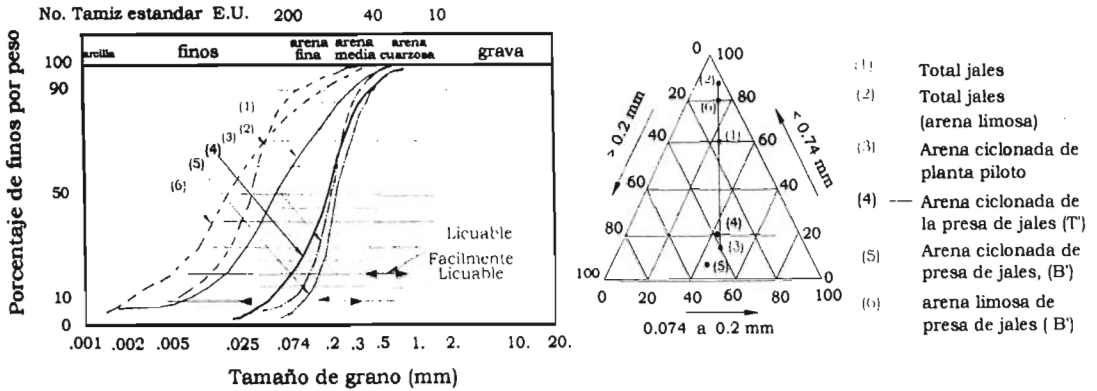 No. Tamiz estandar E.U. 200 40 10
arcilla finos arena fina arena media arena cuarzosa grava
Porcentaje de finos por peso
100
90
50
10
0
(1)
(2)
(3)
(4)
(5)
(6)
Licuable
Facilmente
Licuable
.001 .002 .005 .025 .074 .2 .3 .5 1. 2. 10. 20.
Tamaño de grano (mm)
0 100
(2)
20 80
(6)
> 0.2 mm
< 0.74 mm
40 (1) 60
60 40
(4)
80 20
(3)
(5)
100 0
0 20 40 60 80 100
0.074 a 0.2 mm
(1) Total jales
(2) Total jales
(arena limosa)
(3) Arena ciclonada de
planta piloto
(4) — Arena ciclonada de
la presa de jales (T')
(5) Arena ciclonada de
presa de jales, (B')
(6) arena limosa de
presa de jales ( B')